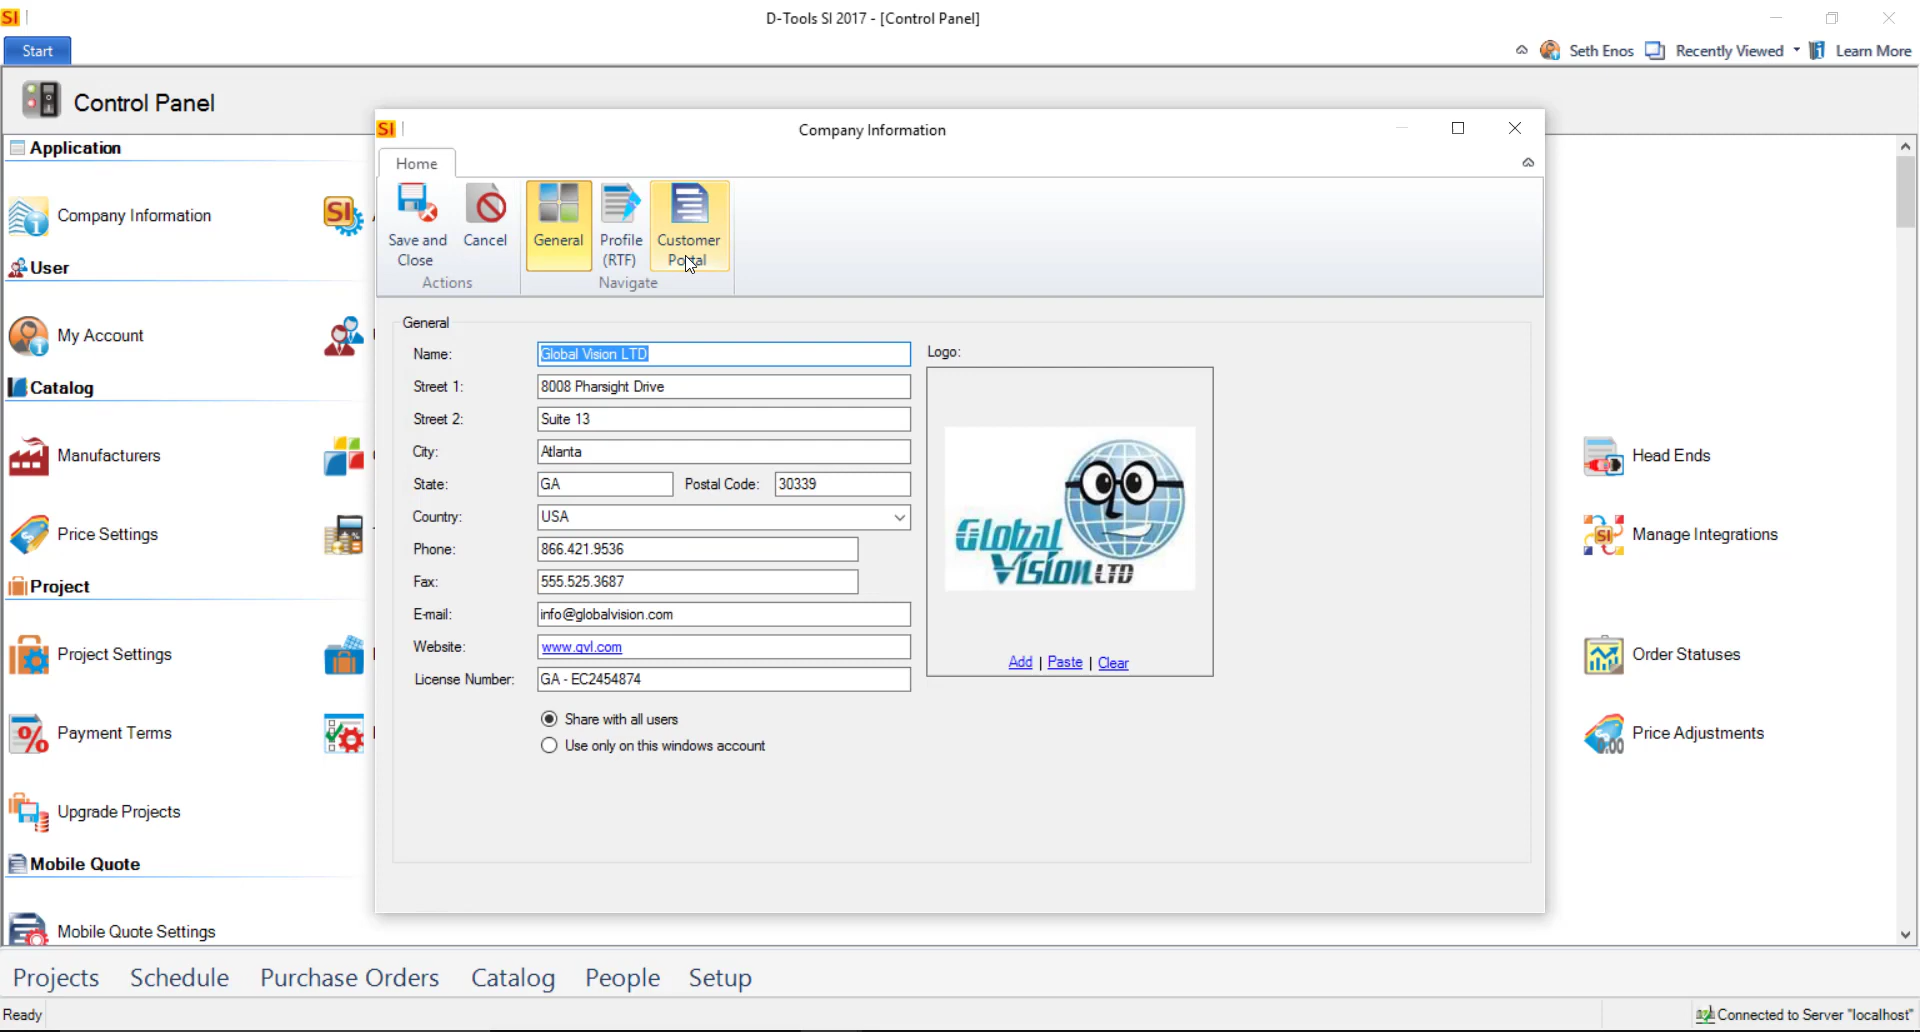 SI
D-Tools SI 2017 - [Control Panel]
Start
Seth Enos
Recently Viewed
Learn More
Control Panel
Application
Company Information
SI
User
My Account
Catalog
Manufacturers
Price Settings
Project
Project Settings
Payment Terms
Upgrade Projects
Mobile Quote
Mobile Quote Settings
SI
Company Information
Home
Save and
Close
Cancel
General
Profile
(RTF)
Customer
Portal
Actions
Navigate
General
Name:
Global Vision LTD
Street 1:
8008 Pharsight Drive
Street 2:
Suite 13
City:
Atlanta
State:
GA
Postal Code:
30339
Country:
USA
Phone:
866.421.9536
Fax:
555.525.3687
E-mail:
info@globalvision.com
Website:
www.gvl.com
License Number:
GA - EC2454874
Share with all users
Use only on this windows account
Logo:
Global
Vision LTD
Add | Paste | Clear
Head Ends
SI
Manage Integrations
Order Statuses
0.00
Price Adjustments
Projects
Schedule
Purchase Orders
Catalog
People
Setup
Ready
Connected to Server "localhost"